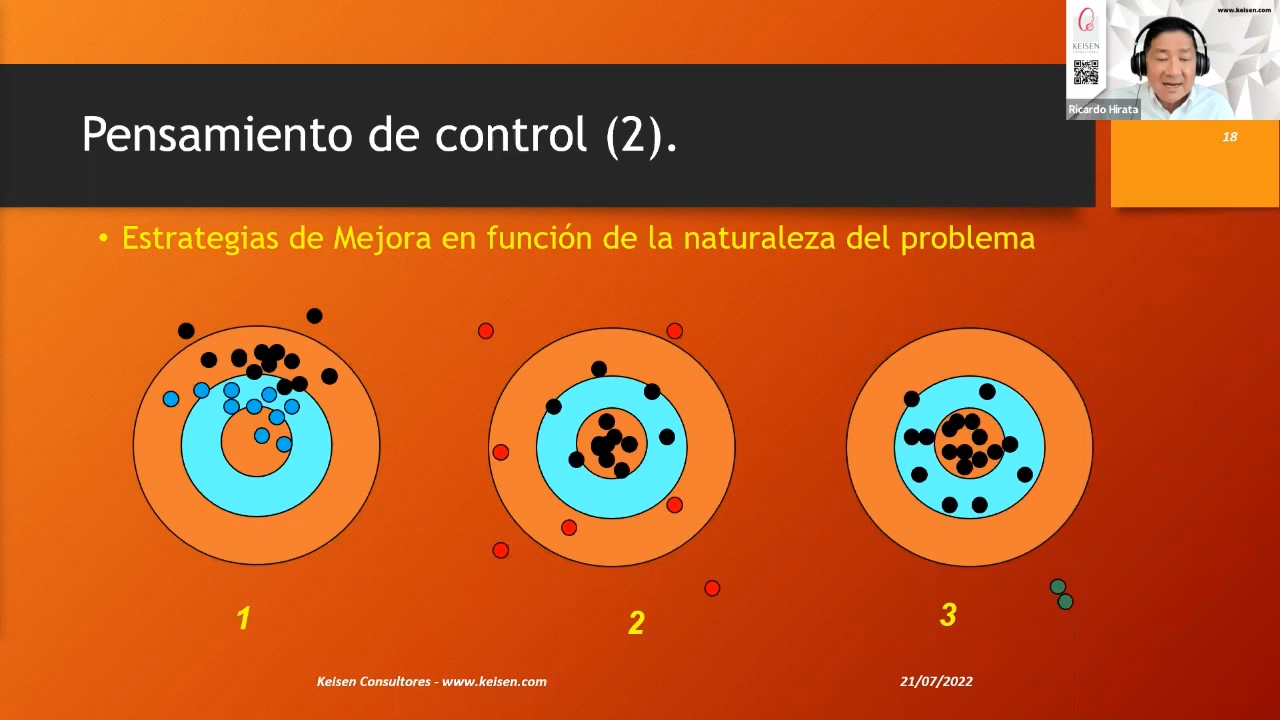 www.keisen.com
KEISEN
Ricardo Hirata
Pensamiento de control (2).
18
• Estrategias de Mejora en función de la naturaleza del problema
1
2
3
Keisen Consultores - www.keisen.com
21/07/2022